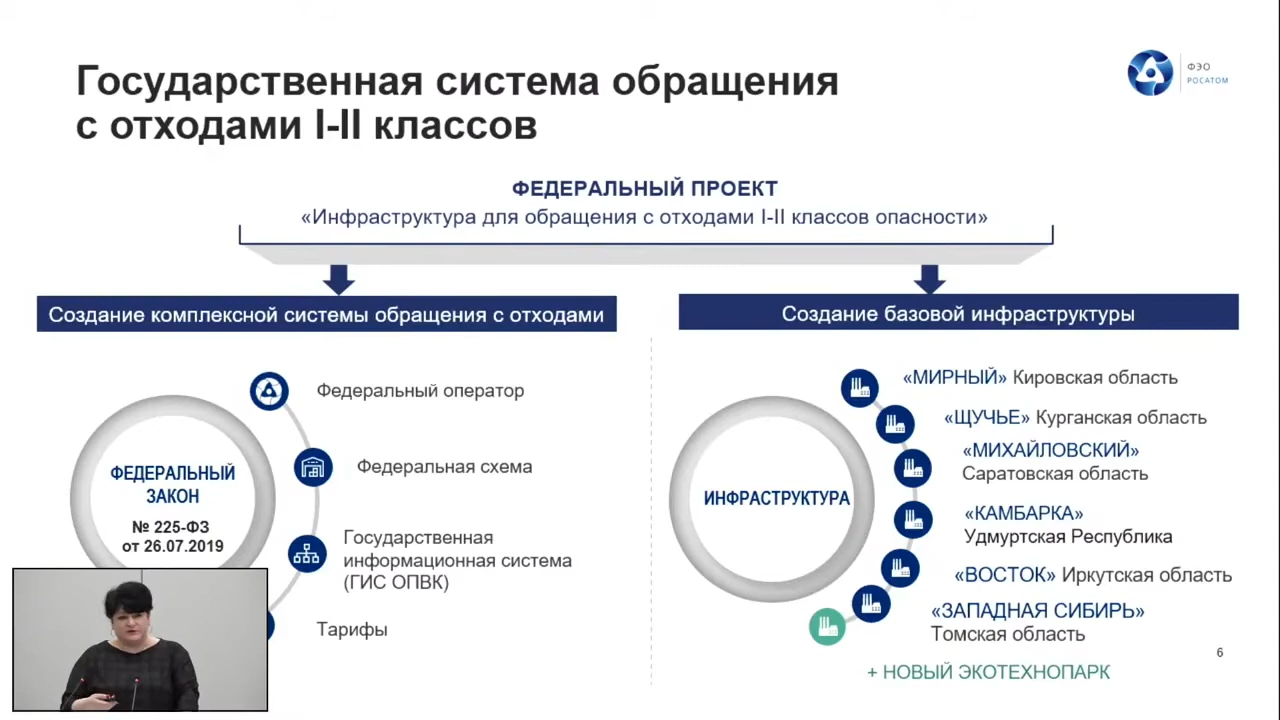 Государственная система обращения
с отходами I-II классов
ФЭО
РОСАТОМ
ФЕДЕРАЛЬНЫЙ ПРОЕКТ
«Инфраструктура для обращения с отходами I-II классов опасности»
Создание комплексной системы обращения с отходами
ФЕДЕРАЛЬНЫЙ
ЗАКОН
№ 225-ФЗ
от 26.07.2019
Федеральный оператор
Федеральная схема
Государственная
информационная система
(ГИС ОПВК)
Тарифы
Создание базовой инфраструктуры
ИНФРАСТРУКТУРА
«МИРНЫЙ» Кировская область
«ЩУЧЬЕ» Курганская область
«МИХАЙЛОВСКИЙ»
Саратовская область
«КАМБАРКА»
Удмуртская Республика
«ВОСТОК» Иркутская область
«ЗАПАДНАЯ СИБИРЬ»
Томская область
+ НОВЫЙ ЭКОТЕХНОПАРК
6